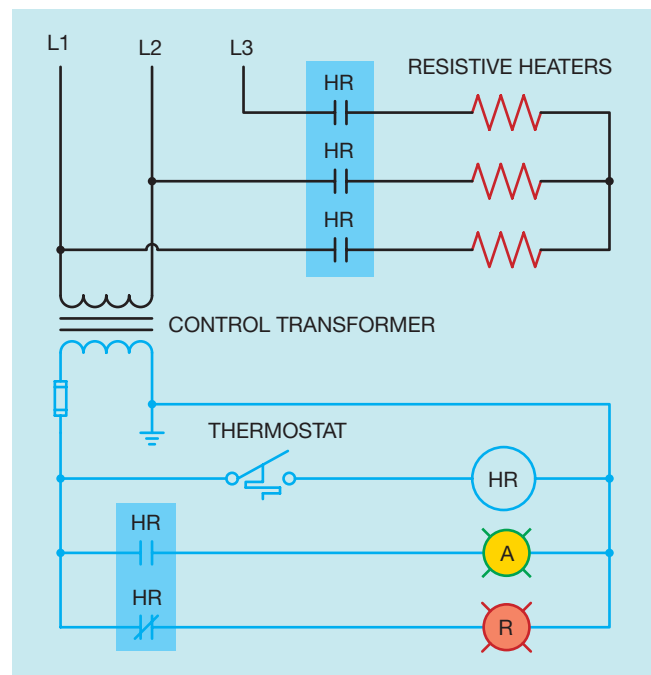 L1 L2 L3
RESISTIVE HEATERS
HR
HR
HR
CONTROL TRANSFORMER
THERMOSTAT
HR
HR
A
HR
R